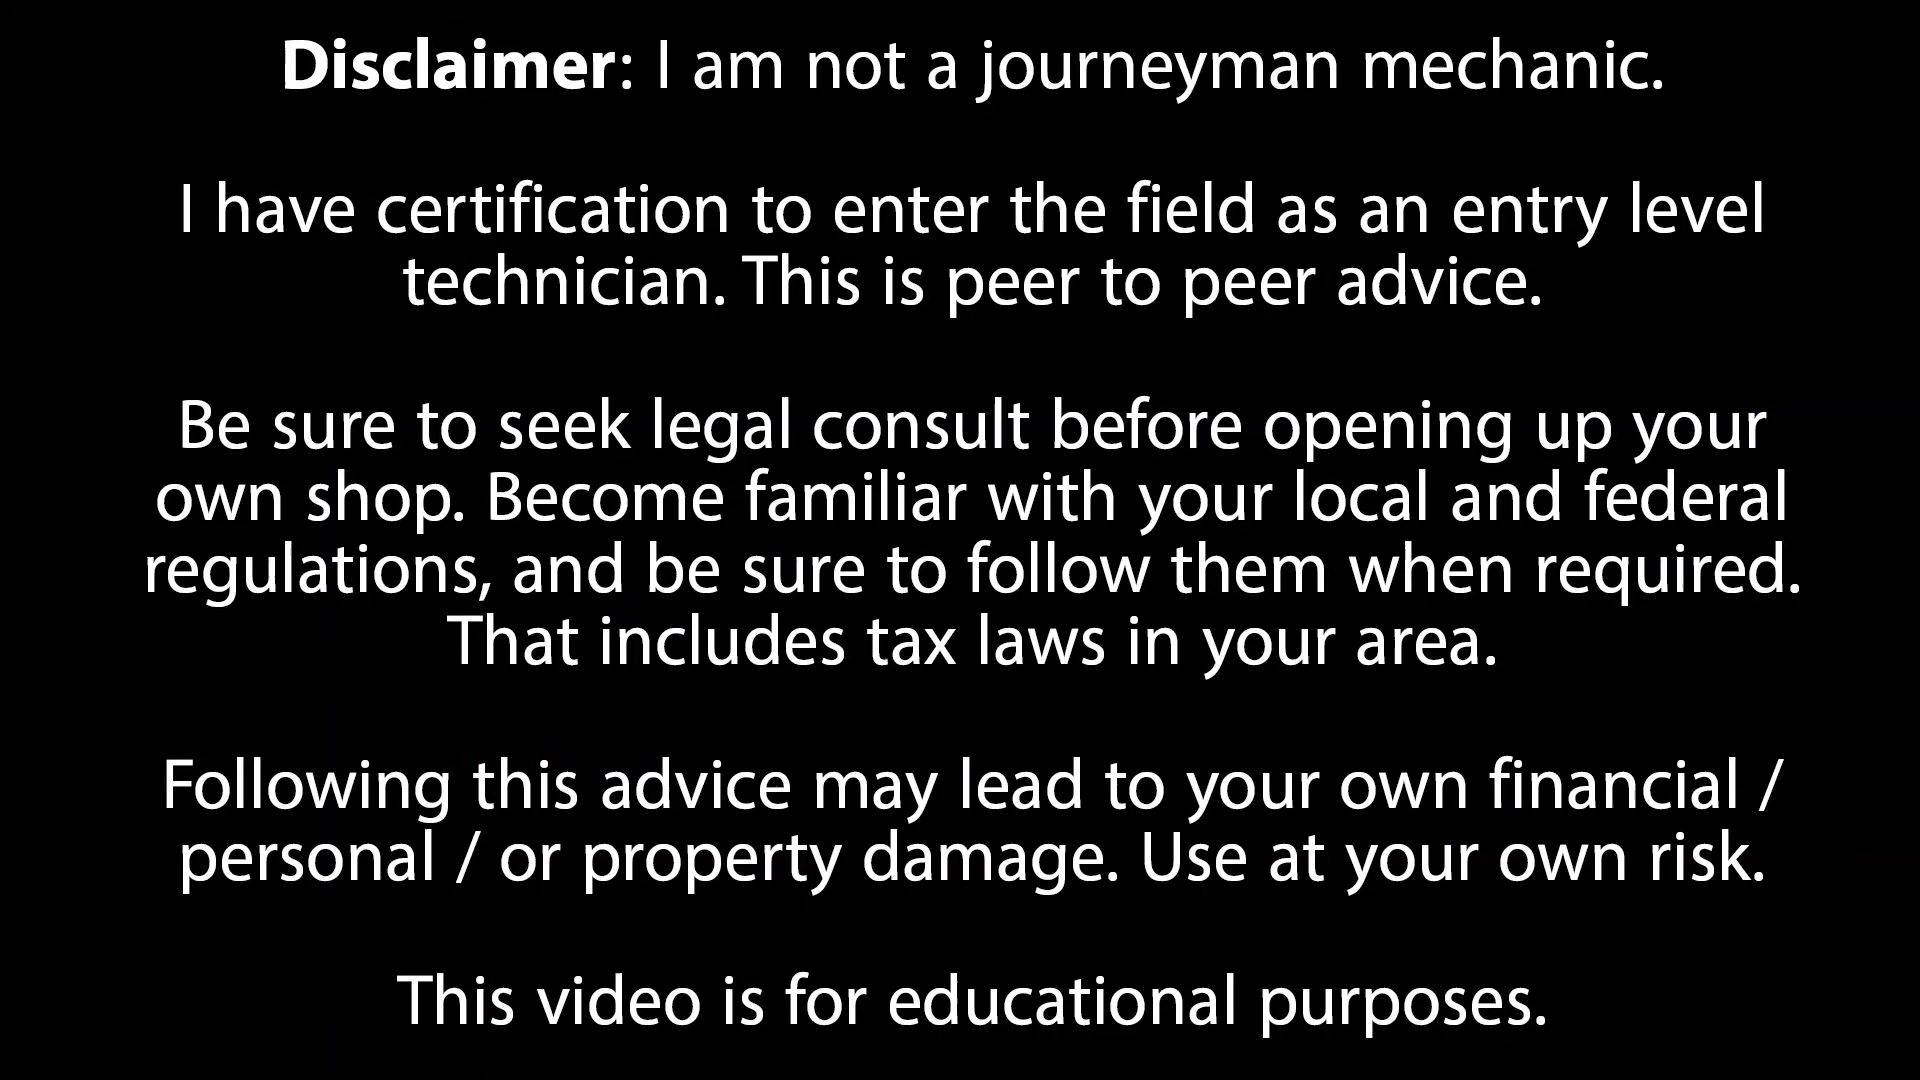 Disclaimer: I am not a journeyman mechanic.
I have certification to enter the field as an entry level
technician. This is peer to peer advice.
Be sure to seek legal consult before opening up your
own shop. Become familiar with your local and federal
regulations, and be sure to follow them when required.
That includes tax laws in your area.
Following this advice may lead to your own financial /
personal / or property damage. Use at your own risk.
This video is for educational purposes.